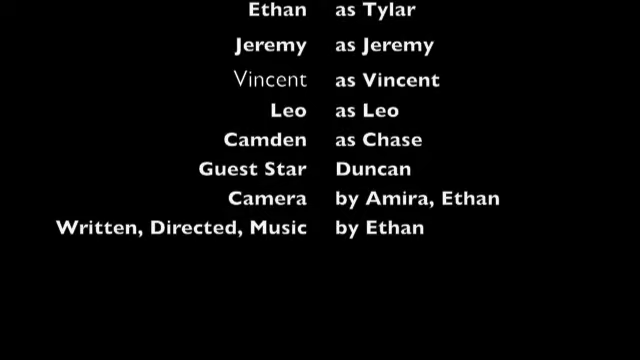 Ethan as Tylar
Jeremy as Jeremy
Vincent as Vincent
Leo as Leo
Camden as Chase
Guest Star Duncan
Camera by Amira, Ethan
Written, Directed, Music by Ethan